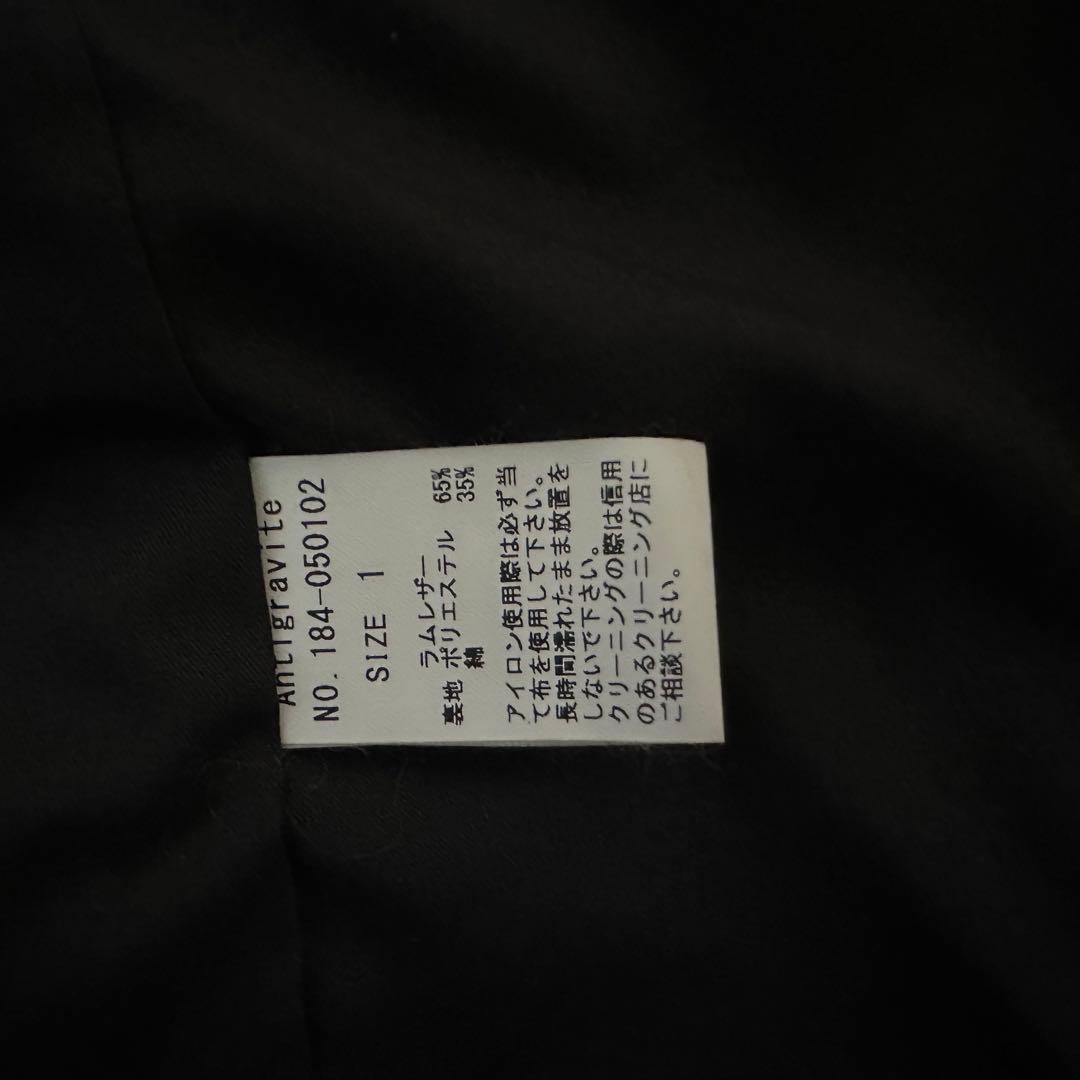 Antigravite
NO. 184-050102
SIZE 1
ラムレザー
裏地 ポリエステル 65%
綿 35%
アイロン使用際は必ず当
て布を使用して下さい。
長時間濡れたまま放置を
しないで下さい。
クリーニングの際は信用
のあるクリーニング店に
ご相談下さい。